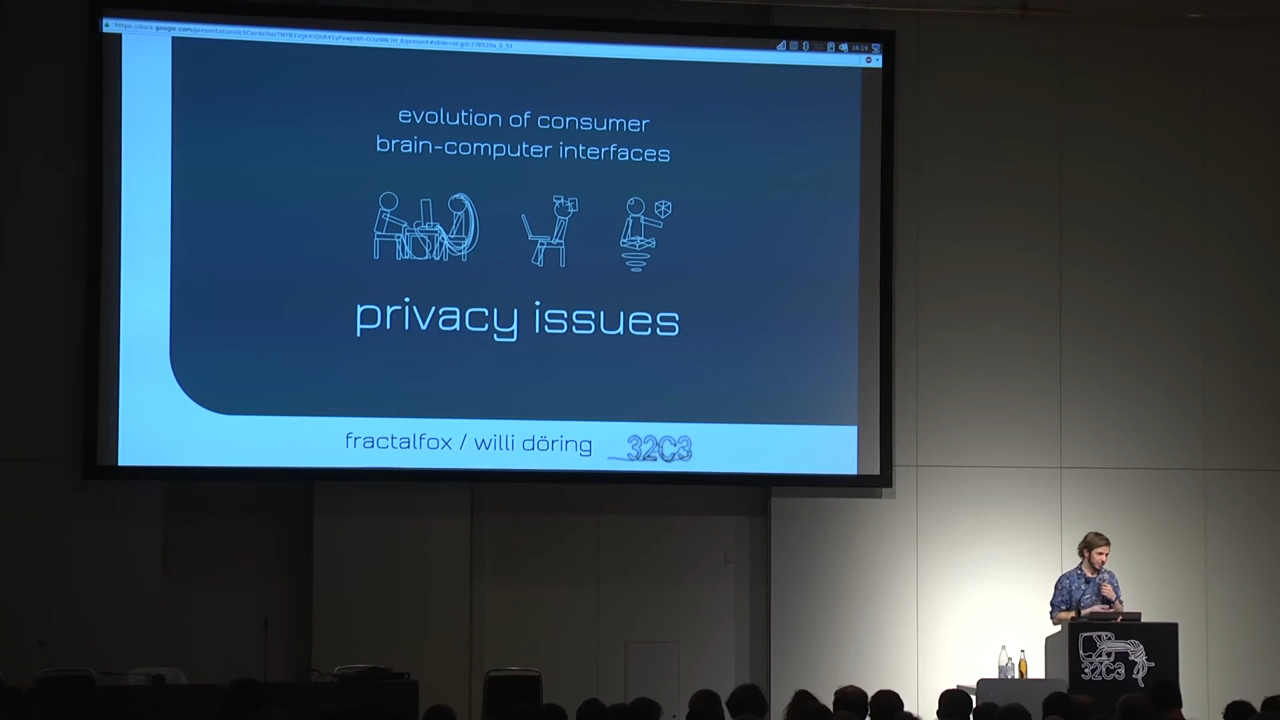 evolution of consumer
brain-computer interfaces
privacy issues
fractalfox / willi döring
32C3
32C3